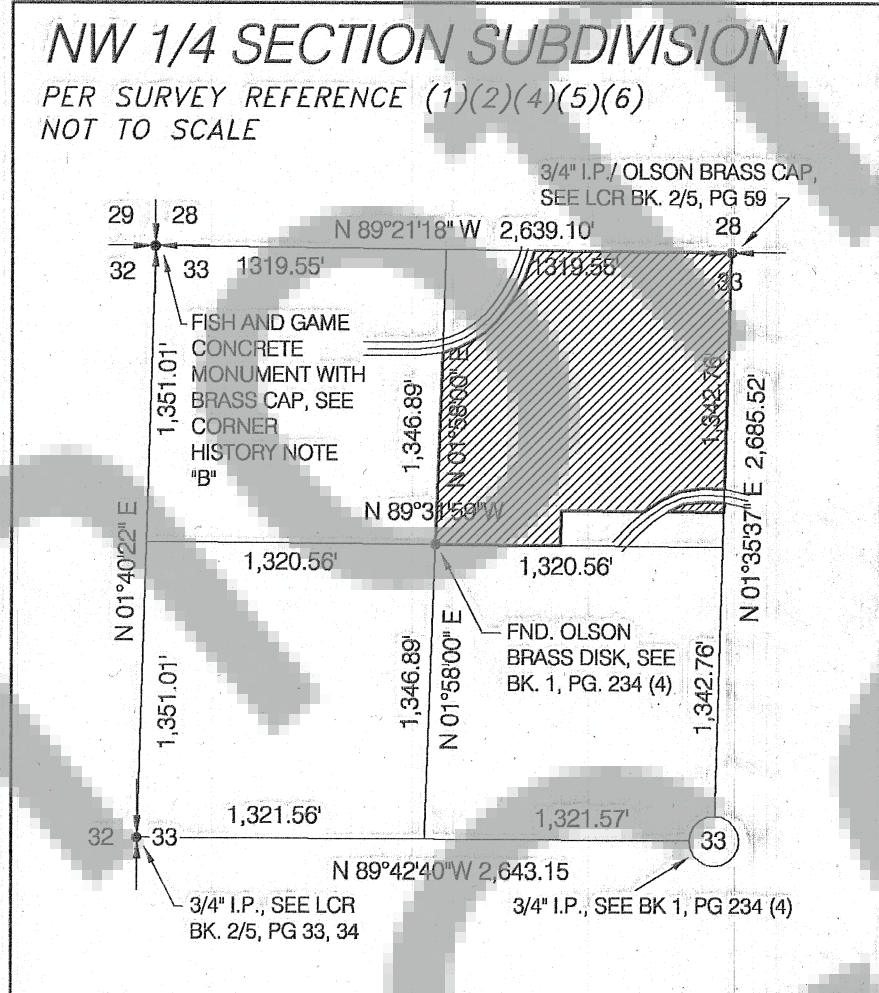 NW 1/4 SECTION SUBDIVISION
PER SURVEY REFERENCE (1)(2)(4)(5)(6)
NOT TO SCALE
3/4" I.P./ OLSON BRASS CAP,
SEE LCR BK. 2/5, PG 59
29 28
N 89°21'18" W 2,639.10'
28
32 33
1319.55'
1319.55'
33
FISH AND GAME
CONCRETE
MONUMENT WITH
BRASS CAP, SEE
CORNER
HISTORY NOTE
"B"
1,351.01'
1,346.89'
N 01°58'00" E
1,342.76'
2,685.52'
N 01°35'37" E
N 89°31'59"W
N 01°40'22" E
1,320.56'
1,320.56'
FND. OLSON
BRASS DISK, SEE
BK. 1, PG. 234 (4)
1,351.01'
1,346.89'
N 01°58'00" E
1,342.76'
1,321.56'
1,321.57'
32 33
33
N 89°42'40"W 2,643.15
3/4" I.P., SEE LCR
BK. 2/5, PG 33, 34
3/4" I.P., SEE BK 1, PG 234 (4)